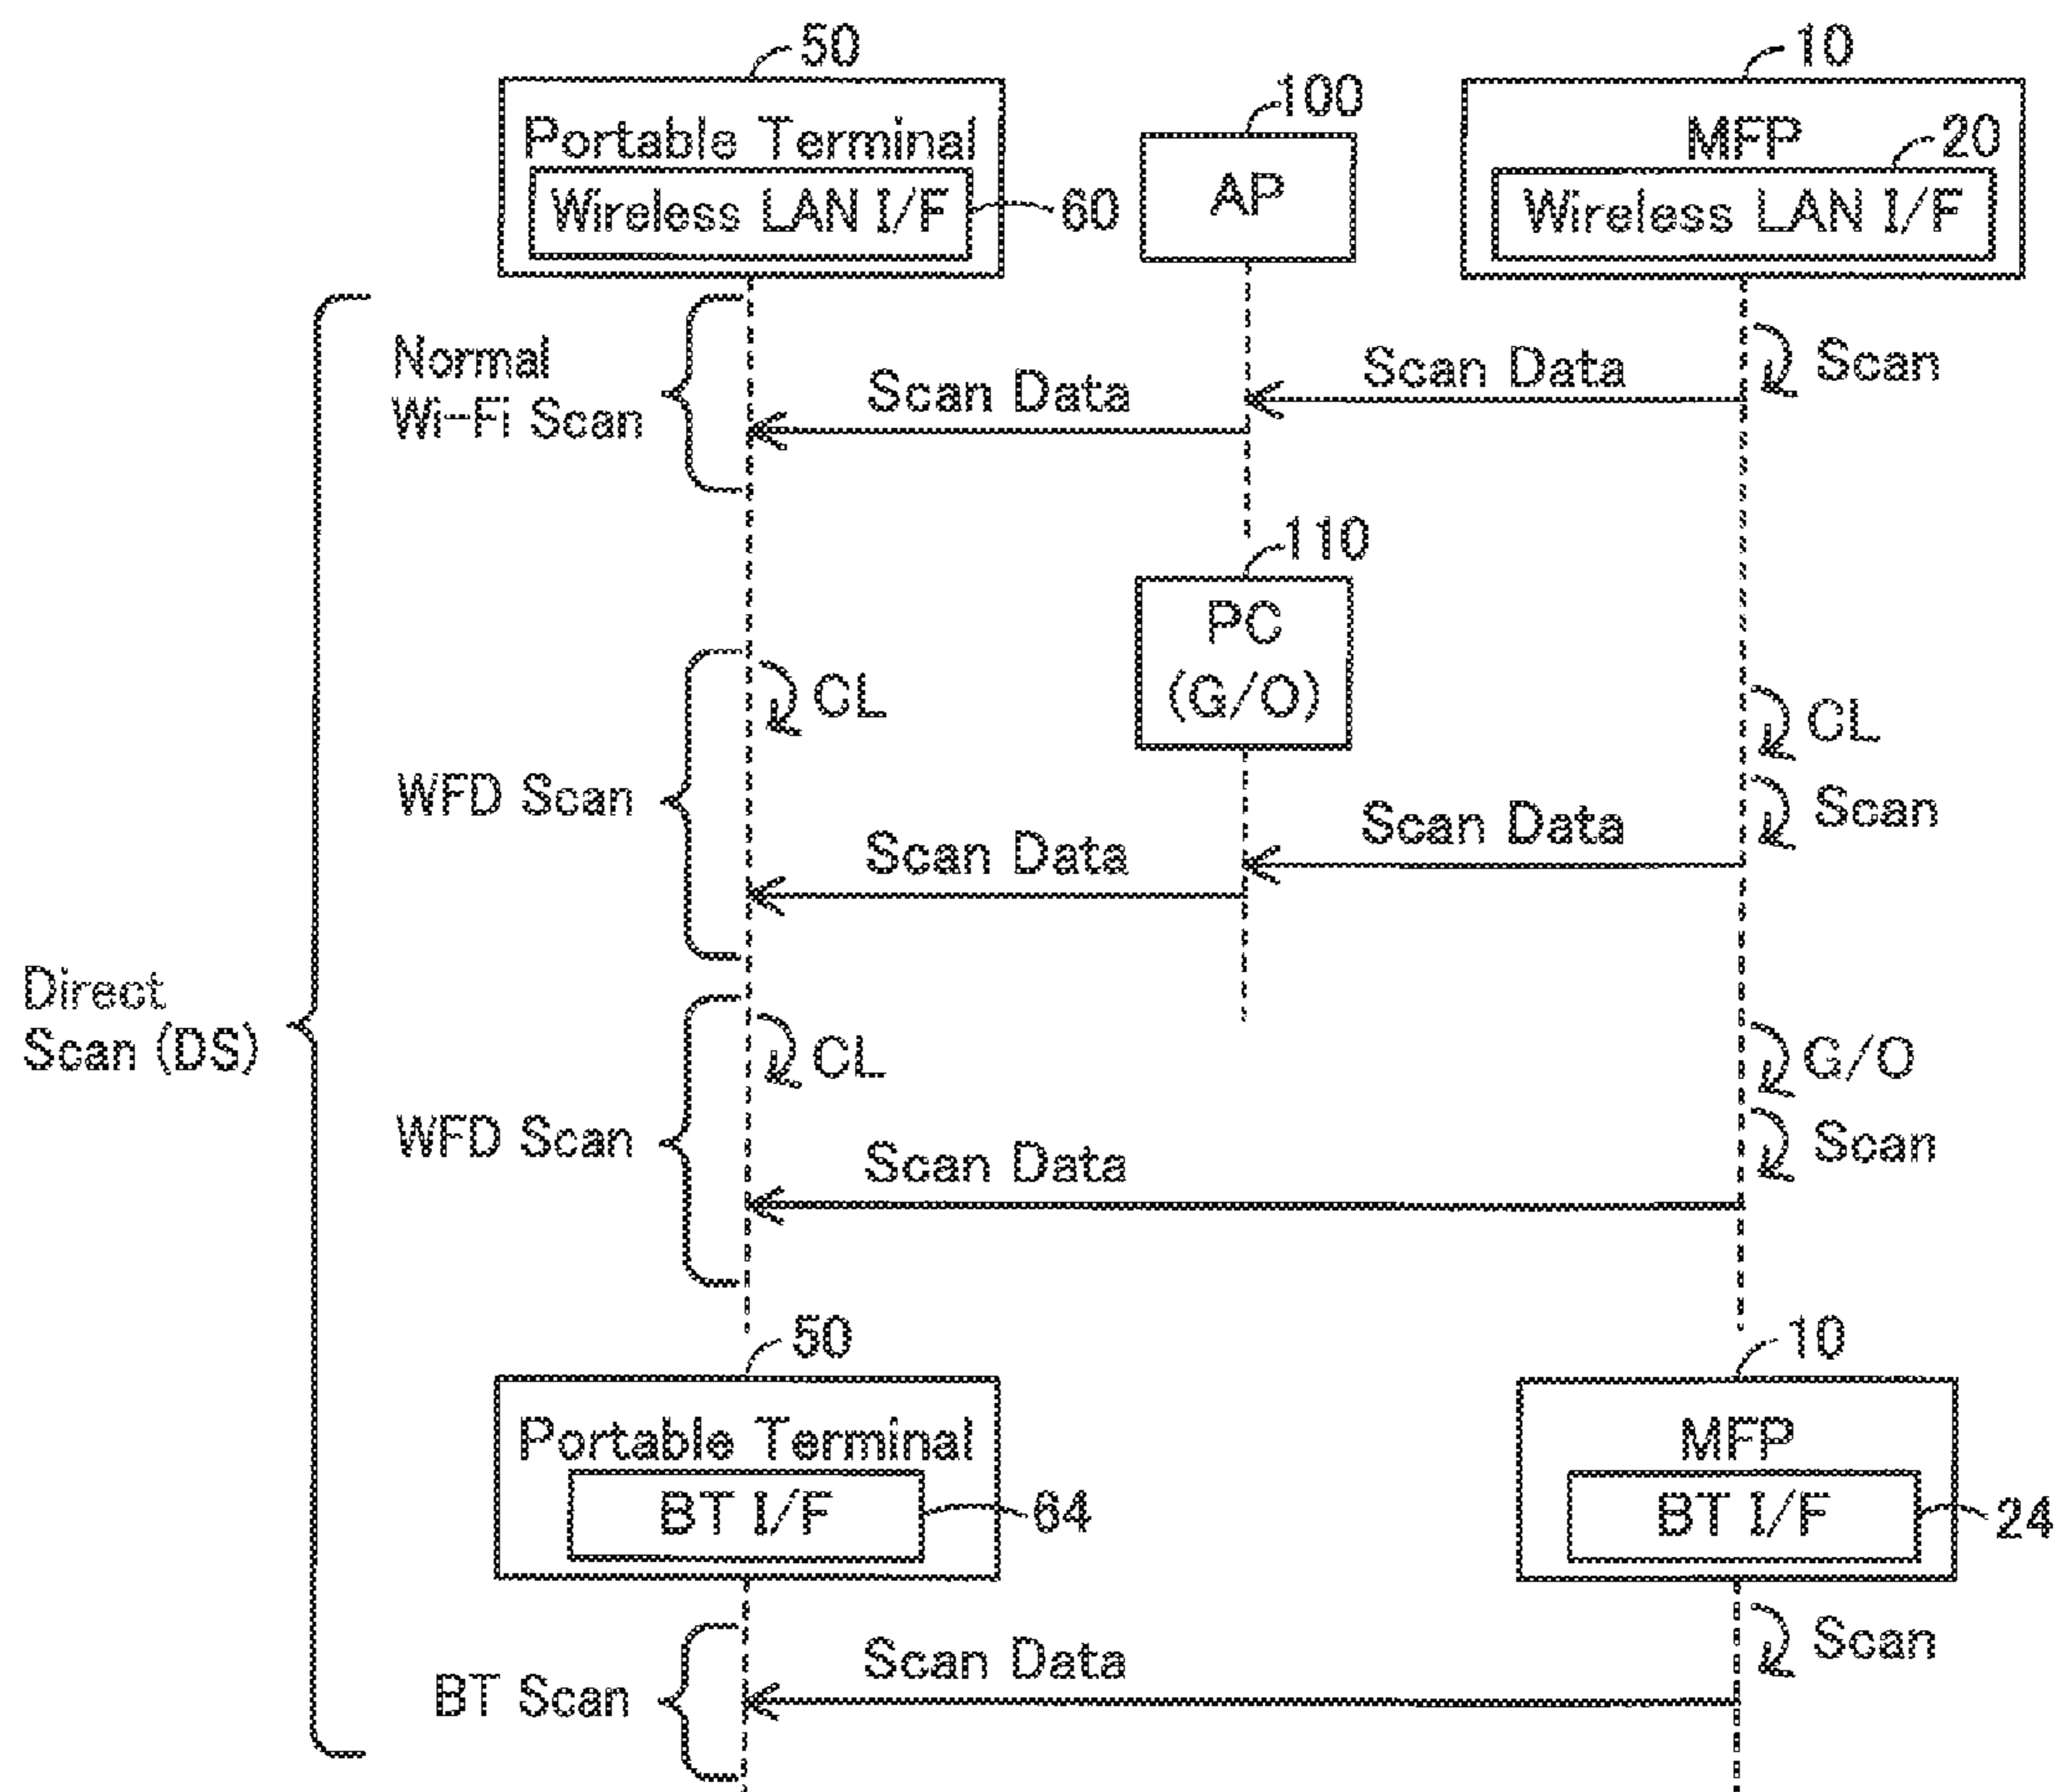 50
10
100
Portable Terminal
Wireless LAN I/F
60
AP
MFP
20
Wireless LAN I/F
Normal
Wi-Fi Scan
Scan Data
Scan Data
Scan
110
PC
(G/O)
WFD Scan
CL
CL
Scan
Scan Data
Scan Data
Direct
Scan (DS)
WFD Scan
CL
G/O
Scan
Scan Data
50
10
Portable Terminal
BT I/F
64
MFP
BT I/F
24
BT Scan
Scan Data
Scan